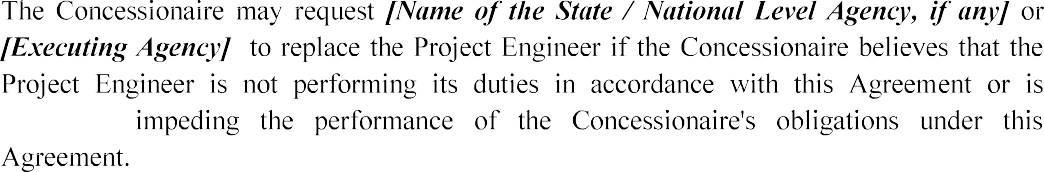 The Concessionaire may request [Name of the State / National Level Agency, if any] or
[Executing Agency] to replace the Project Engineer if the Concessionaire believes that the
Project Engineer is not performing its duties in accordance with this Agreement or is
impeding the performance of the Concessionaire's obligations under this
Agreement.